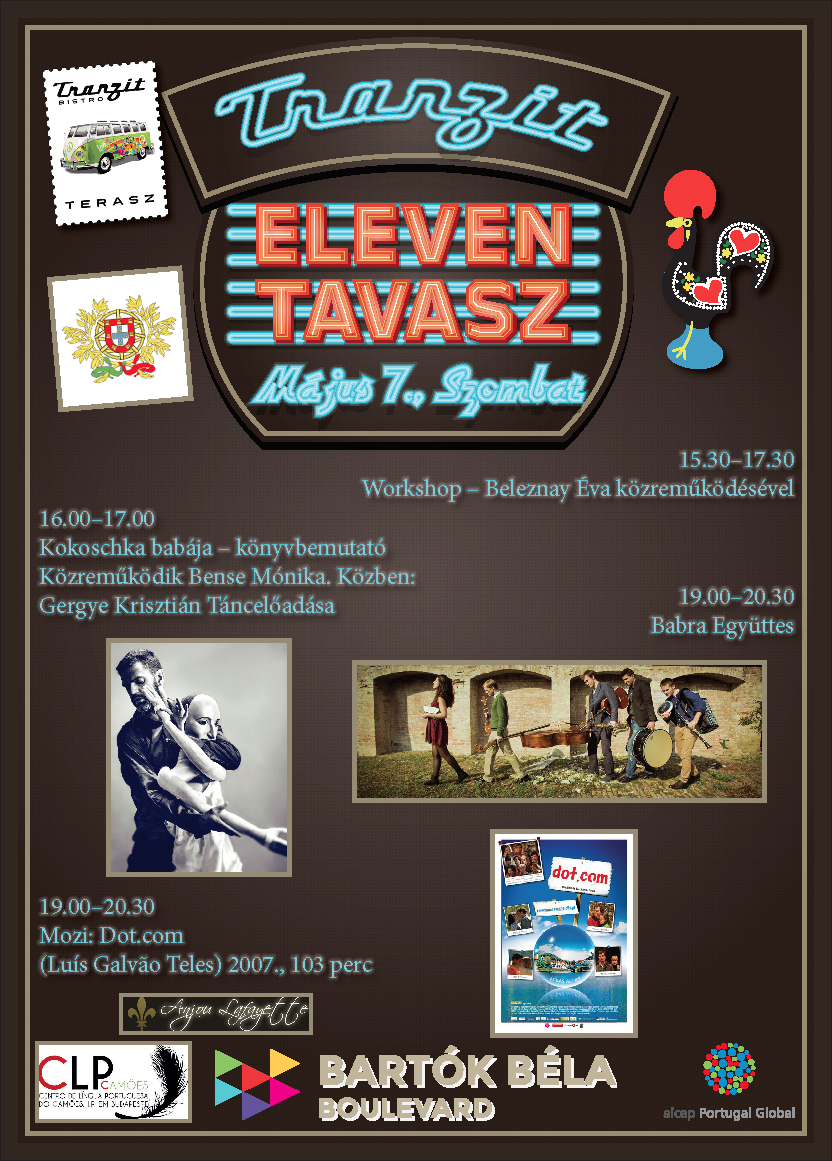 Tranzit
BISTRO
TERASZ
Tranzit
ELEVEN
TAVASZ
Május 7., Szombat
15.30–17.30
Workshop – Beleznay Éva közreműködésével
16.00–17.00
Kokoschka babája – könyvbemutató
Közreműködik Bense Mónika. Közben:
Gergye Krisztián Táncelőadása
19.00–20.30
Babra Együttes
dot.com
19.00–20.30
Mozi: Dot.com
(Luís Galvão Teles) 2007., 103 perc
Anjou Lafayette
CLP CAMÕES
CENTRO DE LÍNGUA PORTUGUESA
DO CAMÕES, I.P. EM BUDAPESTE
BARTÓK BÉLA
BOULEVARD
aicep Portugal Global